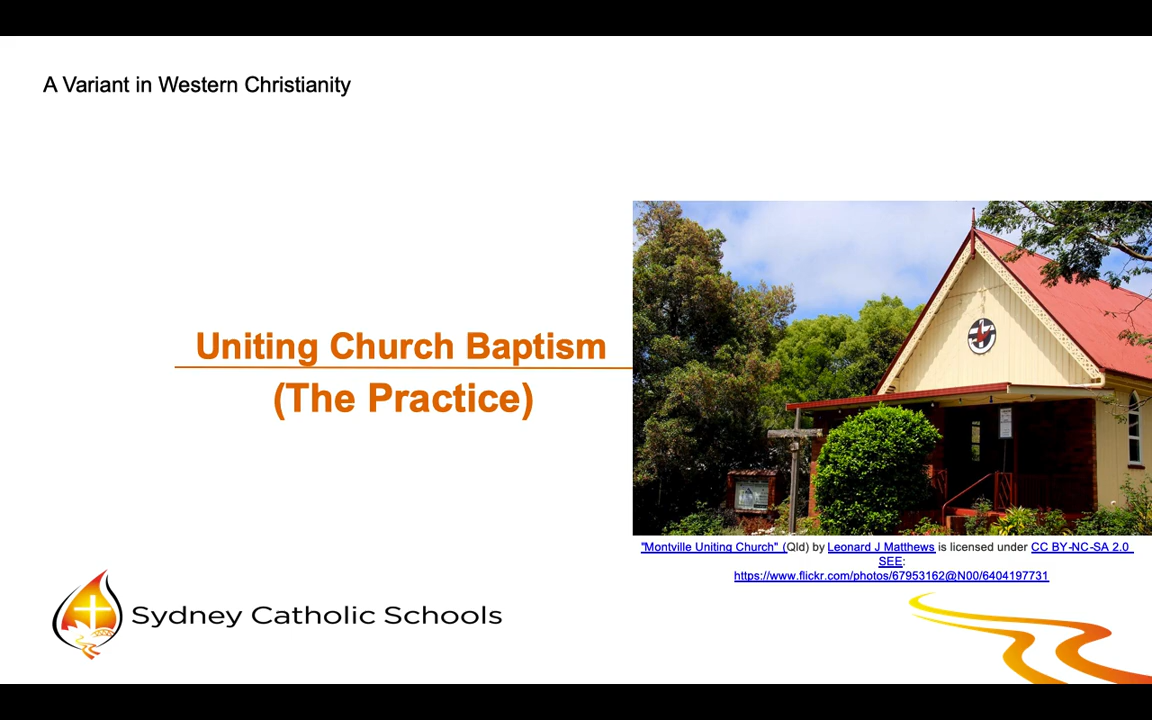 A Variant in Western Christianity
Uniting Church Baptism
(The Practice)
"Montville Uniting Church" (Qld) by Leonard J Matthews is licensed under CC BY-NC-SA 2.0
SEE:
https://www.flickr.com/photos/67953162@N00/6404197731
Sydney Catholic Schools